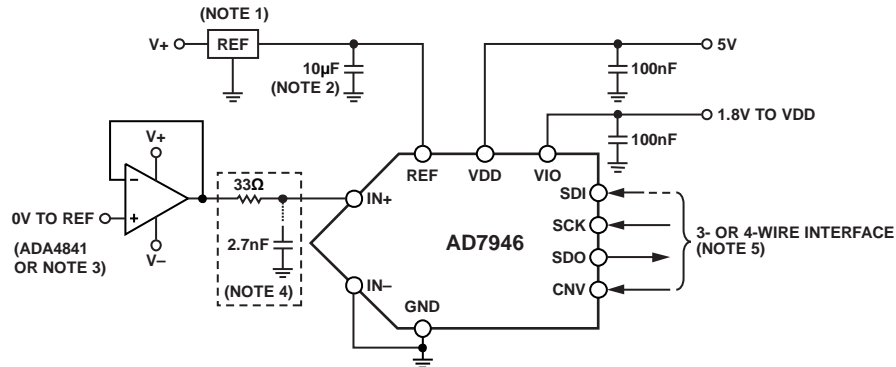 (NOTE 1)
V+
REF
10µF
(NOTE 2)
100nF
5V
100nF
1.8V TO VDD
V+
–
+
0V TO REF
(ADA4841
OR NOTE 3)
V–
33Ω
2.7nF
(NOTE 4)
REF
VDD
VIO
IN+
IN–
AD7946
GND
SDI
SCK
SDO
CNV
3- OR 4-WIRE INTERFACE
(NOTE 5)